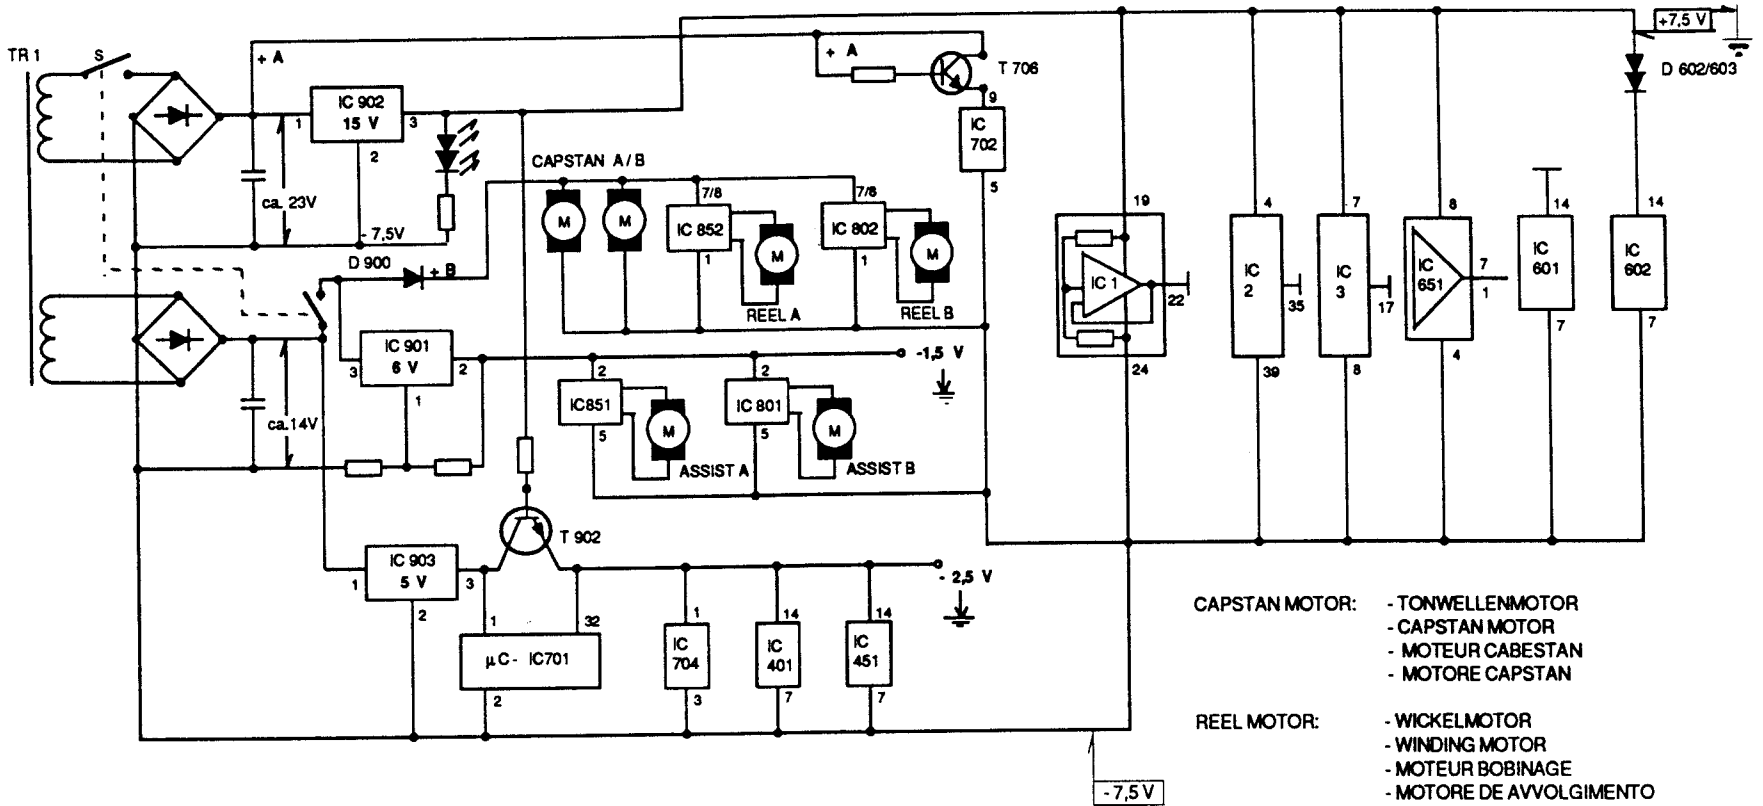 TR 1
S
+ A
IC 902
15 V
1
3
2
ca. 23V
- 7,5V
+ A
T 706
9
IC
702
5
+7,5 V
D 602/603
CAPSTAN A / B
M
M
7/8
IC 852
1
M
REEL A
7/8
IC 802
1
M
REEL B
D 900
+ B
IC 901
6 V
3
2
1
ca.14V
-1,5 V
2
IC851
5
M
ASSIST A
2
IC 801
5
M
ASSIST B
19
IC 1
22
24
4
IC
2
35
39
7
IC
3
17
8
8
IC
651
7
1
4
14
IC
601
7
14
IC
602
7
T 902
IC 903
5 V
1
3
2
- 2,5 V
1
32
µC - IC701
2
1
IC
704
3
14
IC
401
7
14
IC
451
7
- 7,5 V
CAPSTAN MOTOR: - TONWELLENMOTOR
- CAPSTAN MOTOR
- MOTEUR CABESTAN
- MOTORE CAPSTAN
REEL MOTOR: - WICKELMOTOR
- WINDING MOTOR
- MOTEUR BOBINAGE
- MOTORE DE AVVOLGIMENTO